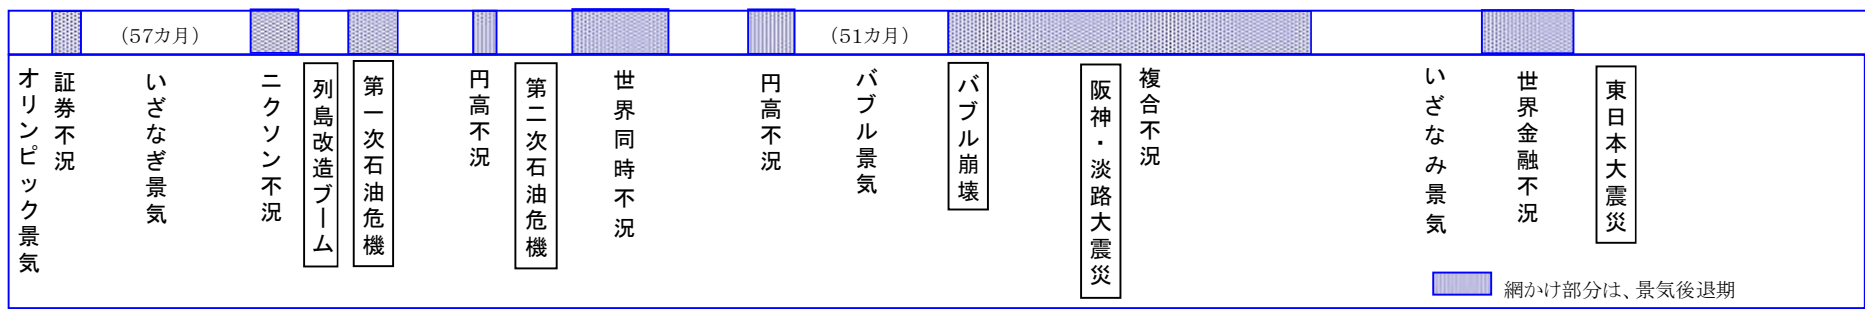 （57カ月）
（51カ月）
オリンピック景気
証券不況
いざなぎ景気
ニクソン不況
列島改造ブーム
第一次石油危機
円高不況
第二次石油危機
世界同時不況
円高不況
バブル景気
バブル崩壊
阪神・淡路大震災
複合不況
いざなみ景気
世界金融不況
東日本大震災
網かけ部分は、景気後退期